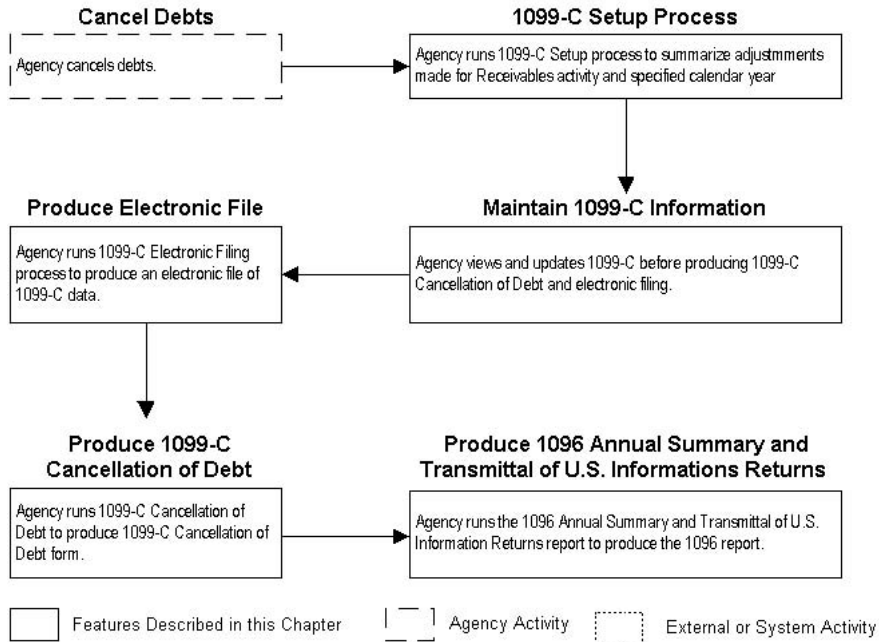 Cancel Debts
Agency cancels debts.
1099-C Setup Process
Agency runs 1099-C Setup process to summarize adjustmments
made for Receivables activity and specified calendar year
Maintain 1099-C Information
Agency views and updates 1099-C before producing 1099-C
Cancellation of Debt and electronic filing.
Produce Electronic File
Agency runs 1099-C Electronic Filing
process to produce an electronic file of
1099-C data.
Produce 1099-C
Cancellation of Debt
Agency runs 1099-C Cancellation of
Debt to produce 1099-C Cancellation of
Debt form.
Produce 1096 Annual Summary and
Transmittal of U.S. Informations Returns
Agency runs the 1096 Annual Summary and Transmittal of U.S.
Information Returns report to produce the 1096 report.
Features Described in this Chapter
Agency Activity
External or System Activity